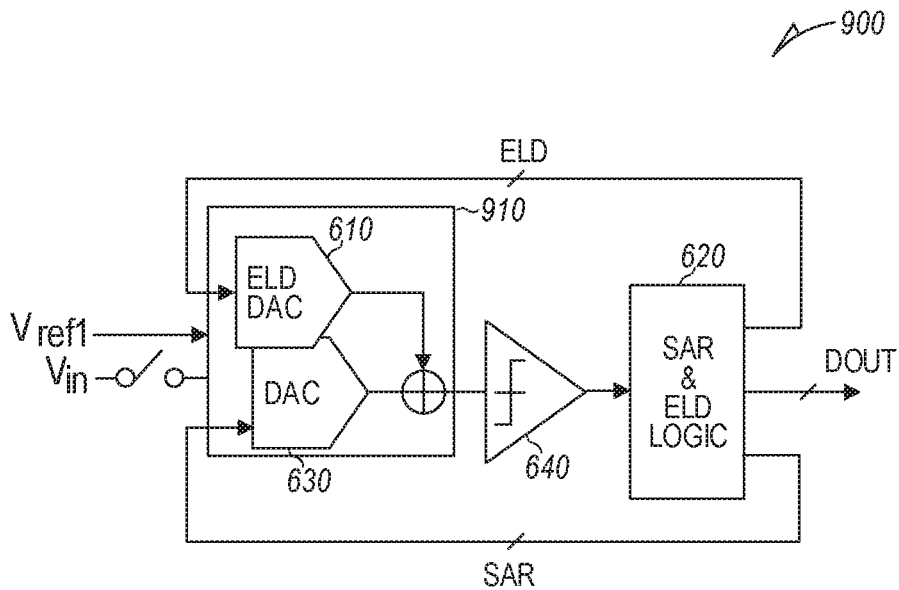 900
ELD
910
610
ELD
DAC
620
Vref1
Vin
DAC
SAR
&
ELD
LOGIC
DOUT
630
640
SAR